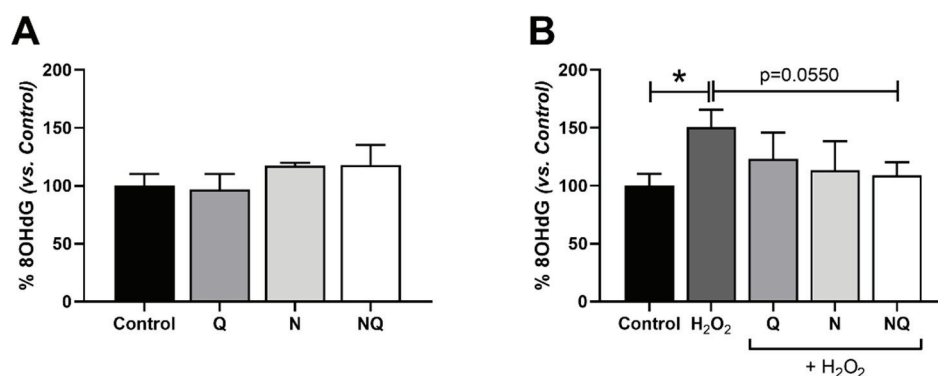 A
% 8OHdG (vs. Control)
200
150
100
50
0
Control Q N NQ
B
% 8OHdG (vs. Control)
200
150
100
50
0
*
p=0.0550
Control H₂O₂ Q N NQ
+ H₂O₂